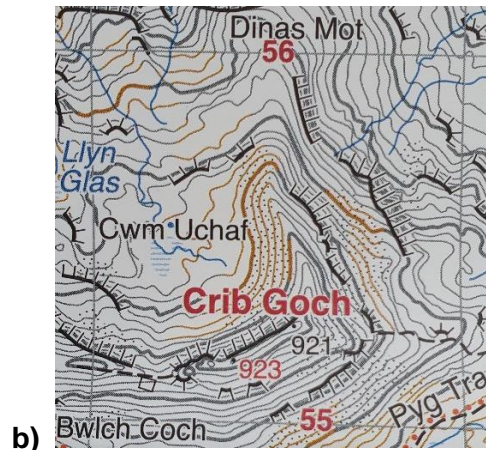 Dinas Mot
56
Llyn
Glas
Cwm Uchaf
Crib Goch
921
923
55
Pyg Tra
Bwlch Coch
b)